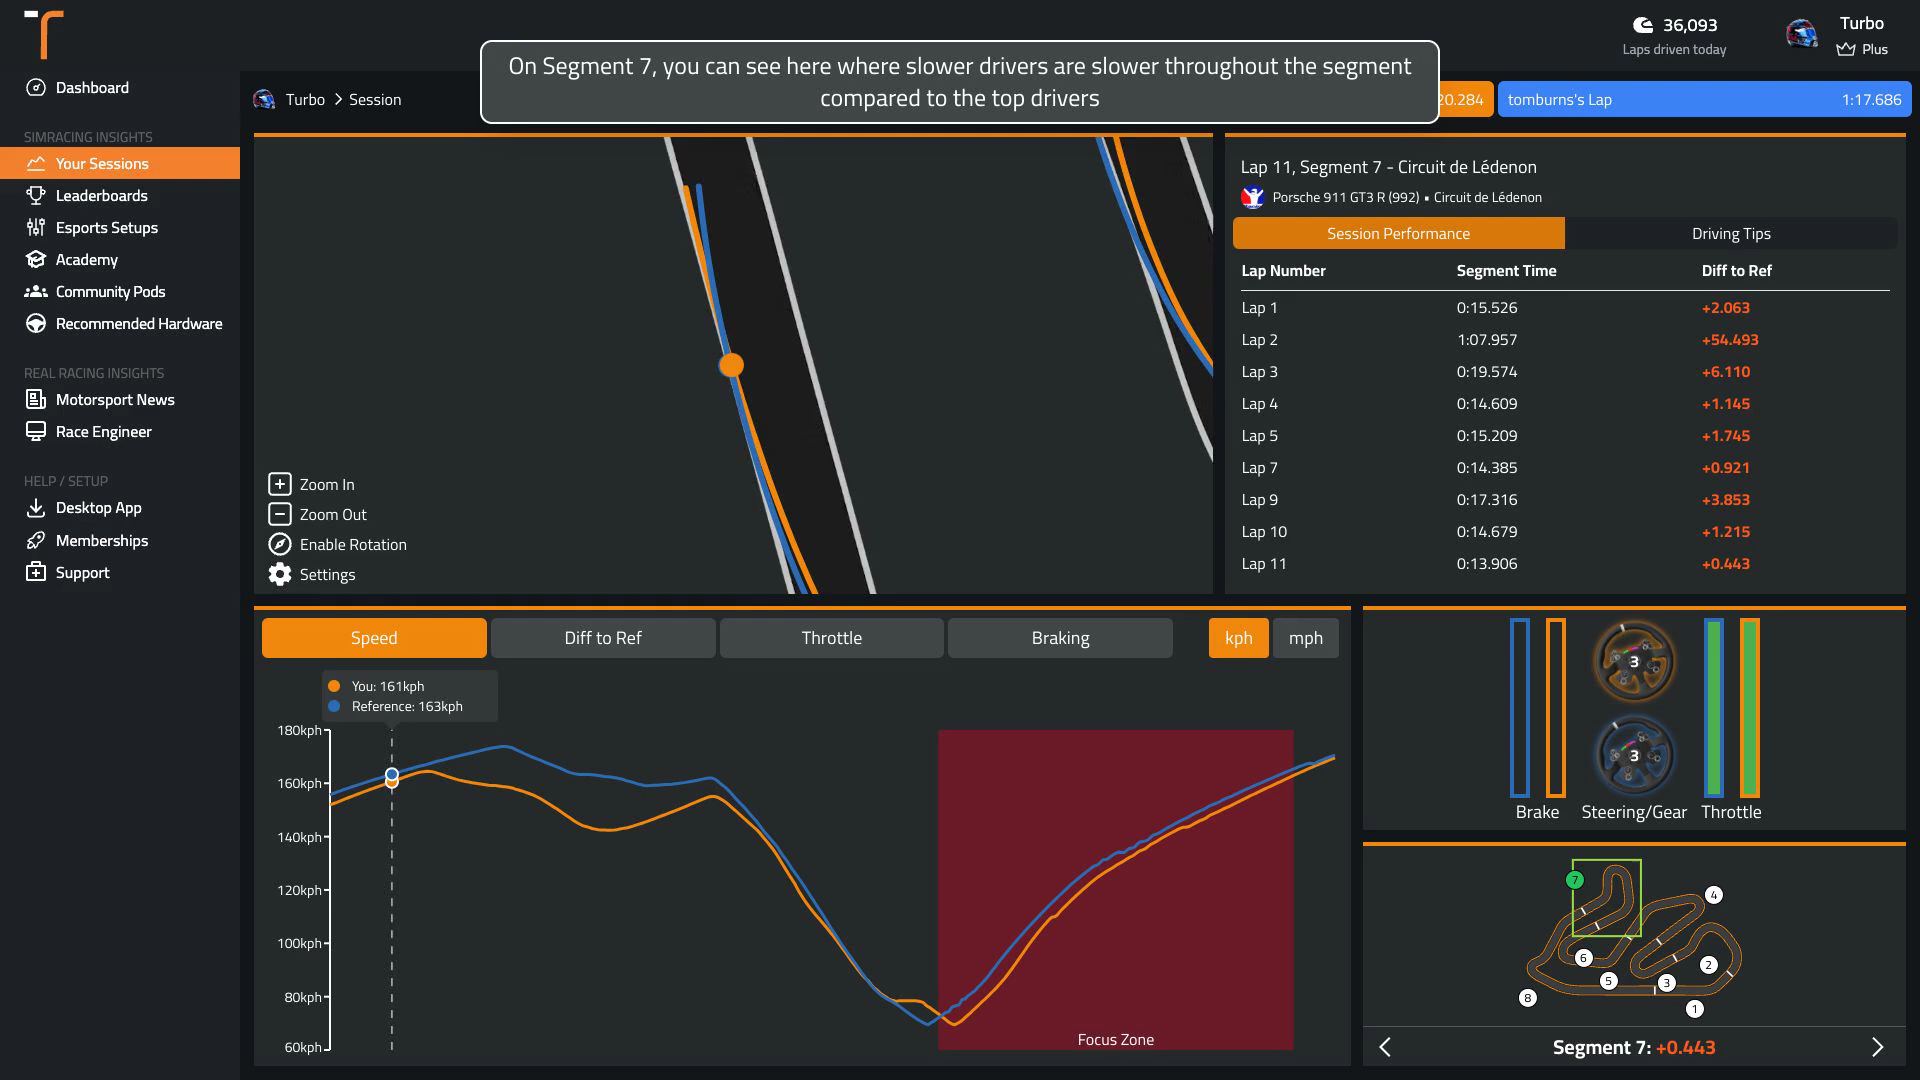 36,093
Laps driven today
Turbo
Plus
On Segment 7, you can see here where slower drivers are slower throughout the segment
compared to the top drivers
Dashboard
SIMRACING INSIGHTS
Your Sessions
Leaderboards
Esports Setups
Academy
Community Pods
Recommended Hardware
REAL RACING INSIGHTS
Motorsport News
Race Engineer
HELP / SETUP
Desktop App
Memberships
Support
Turbo > Session
20.284
tomburns's Lap 1:17.686
Zoom In
Zoom Out
Enable Rotation
Settings
Lap 11, Segment 7 - Circuit de Lédenon
Porsche 911 GT3 R (992) • Circuit de Lédenon
Session Performance Driving Tips
Lap Number Segment Time Diff to Ref
Lap 1 0:15.526 +2.063
Lap 2 1:07.957 +54.493
Lap 3 0:19.574 +6.110
Lap 4 0:14.609 +1.145
Lap 5 0:15.209 +1.745
Lap 7 0:14.385 +0.921
Lap 9 0:17.316 +3.853
Lap 10 0:14.679 +1.215
Lap 11 0:13.906 +0.443
Speed Diff to Ref Throttle Braking kph mph
You: 161kph
Reference: 163kph
180kph
160kph
140kph
120kph
100kph
80kph
60kph
Focus Zone
3
3
Brake Steering/Gear Throttle
7
4
6
2
5
3
8
1
Segment 7: +0.443